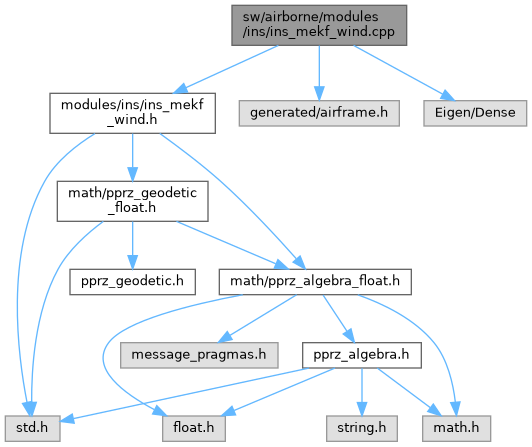 sw/airborne/modules
/ins/ins_mekf_wind.cpp
modules/ins/ins_mekf
_wind.h
generated/airframe.h
Eigen/Dense
math/pprz_geodetic
_float.h
pprz_geodetic.h
math/pprz_algebra_float.h
message_pragmas.h
pprz_algebra.h
std.h
float.h
string.h
math.h